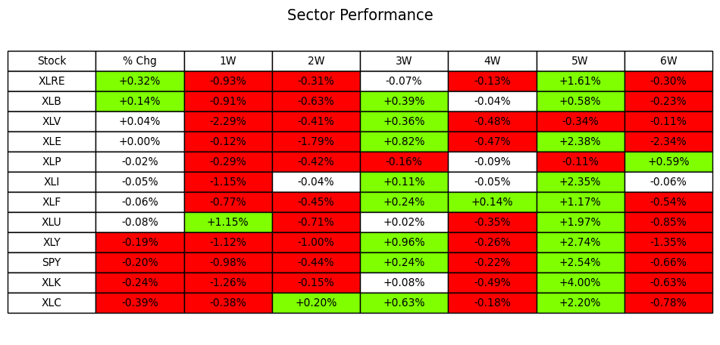 Sector Performance
Stock % Chg 1W 2W 3W 4W 5W 6W
XLRE +0.32% -0.93% -0.31% -0.07% -0.13% +1.61% -0.30%
XLB +0.14% -0.91% -0.63% +0.39% -0.04% +0.58% -0.23%
XLV +0.04% -2.29% -0.41% +0.36% -0.48% -0.34% -0.11%
XLE +0.00% -0.12% -1.79% +0.82% -0.47% +2.38% -2.34%
XLP -0.02% -0.29% -0.42% -0.16% -0.09% -0.11% +0.59%
XLI -0.05% -1.15% -0.04% +0.11% -0.05% +2.35% -0.06%
XLF -0.06% -0.77% -0.45% +0.24% +0.14% +1.17% -0.54%
XLU -0.08% +1.15% -0.71% +0.02% -0.35% +1.97% -0.85%
XLY -0.19% -1.12% -1.00% +0.96% -0.26% +2.74% -1.35%
SPY -0.20% -0.98% -0.44% +0.24% -0.22% +2.54% -0.66%
XLK -0.24% -1.26% -0.15% +0.08% -0.49% +4.00% -0.63%
XLC -0.39% -0.38% +0.20% +0.63% -0.18% +2.20% -0.78%